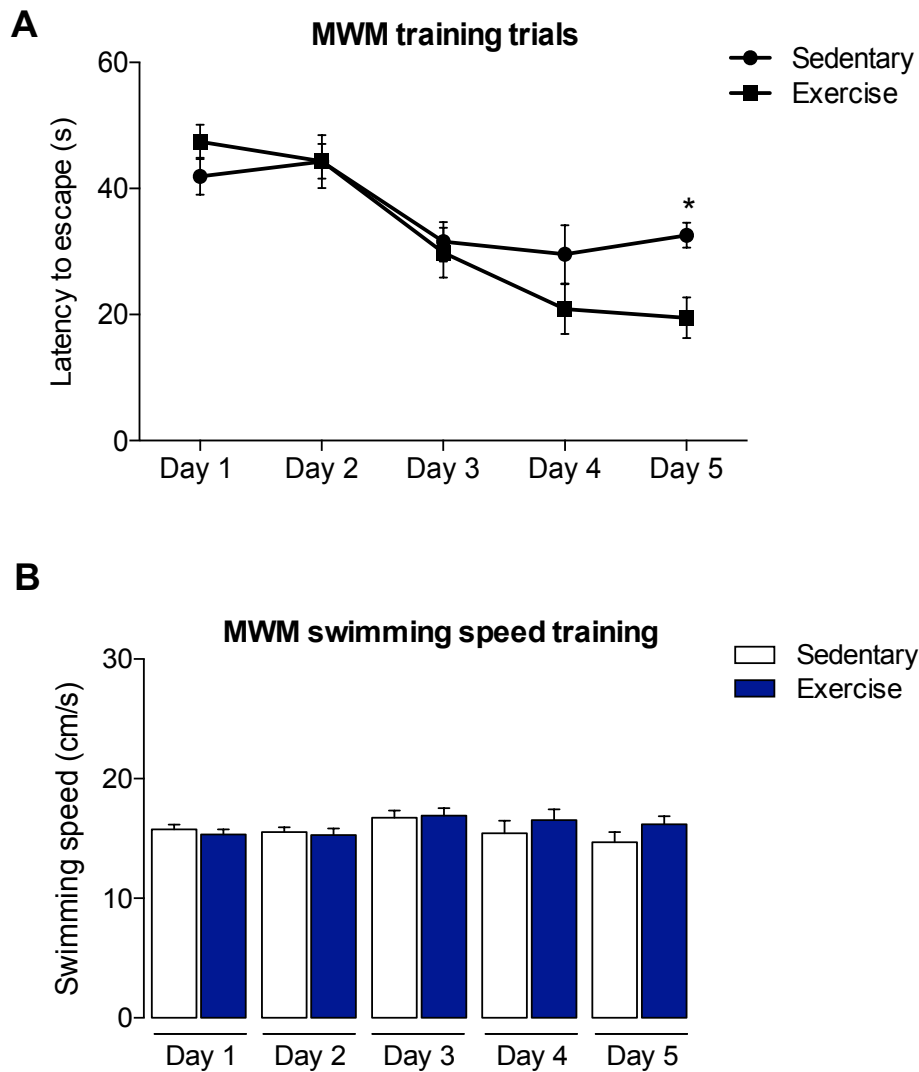 A
MWM training trials
Sedentary
Exercise
Latency to escape (s)
60
40
20
0
*
Day 1 Day 2 Day 3 Day 4 Day 5
B
MWM swimming speed training
Sedentary
Exercise
Swimming speed (cm/s)
30
20
10
0
Day 1 Day 2 Day 3 Day 4 Day 5